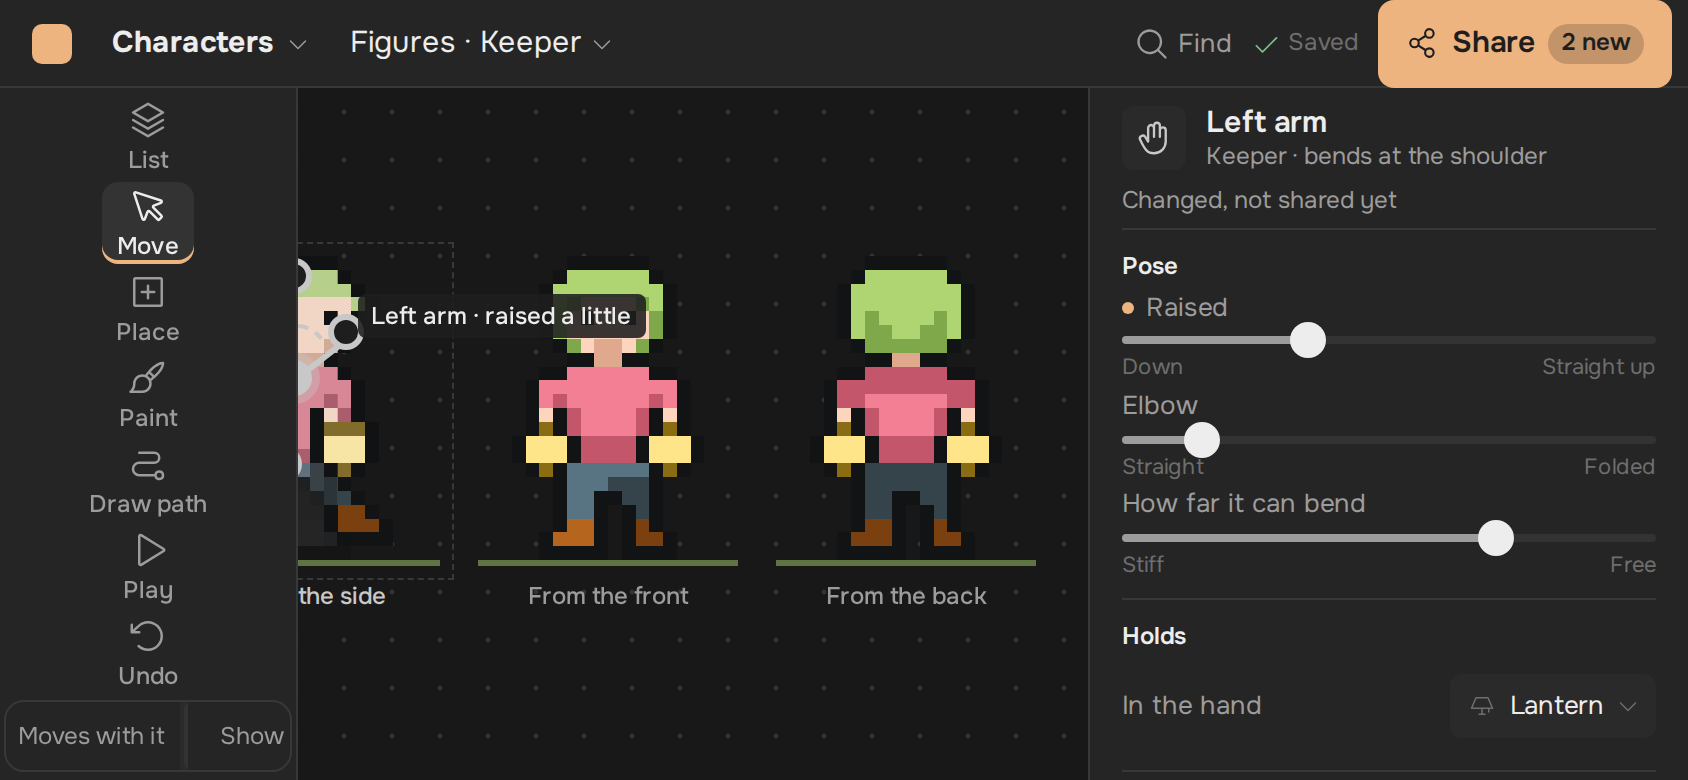 Characters
Figures · Keeper
Find
Saved
Share
2 new
List
Move
Place
Paint
Draw path
Play
Undo
Moves with it
Show
Left arm · raised a little
the side
From the front
From the back
Left arm
Keeper · bends at the shoulder
Changed, not shared yet
Pose
Raised
Down
Straight up
Elbow
Straight
Folded
How far it can bend
Stiff
Free
Holds
In the hand
Lantern